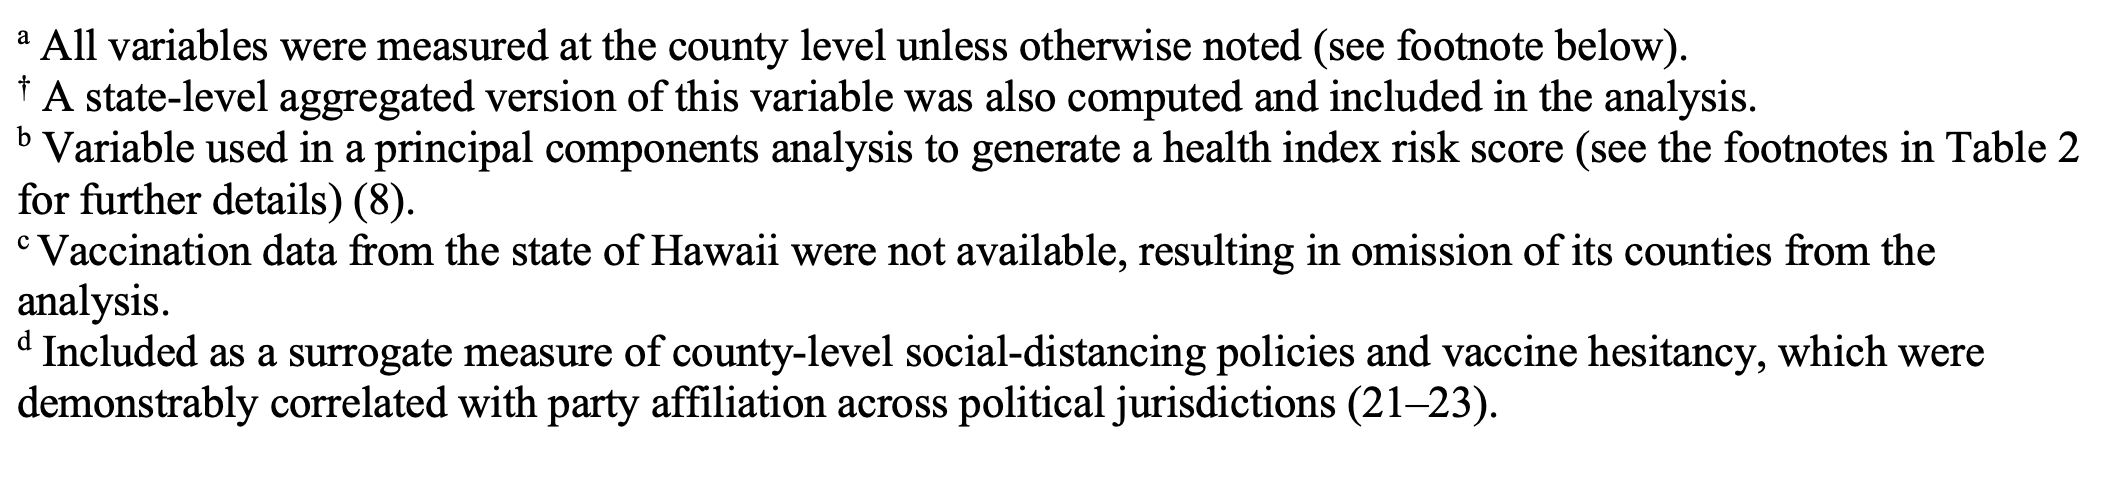 a All variables were measured at the county level unless otherwise noted (see footnote below).
† A state-level aggregated version of this variable was also computed and included in the analysis.
b Variable used in a principal components analysis to generate a health index risk score (see the footnotes in Table 2
for further details) (8).
c Vaccination data from the state of Hawaii were not available, resulting in omission of its counties from the
analysis.
d Included as a surrogate measure of county-level social-distancing policies and vaccine hesitancy, which were
demonstrably correlated with party affiliation across political jurisdictions (21–23).